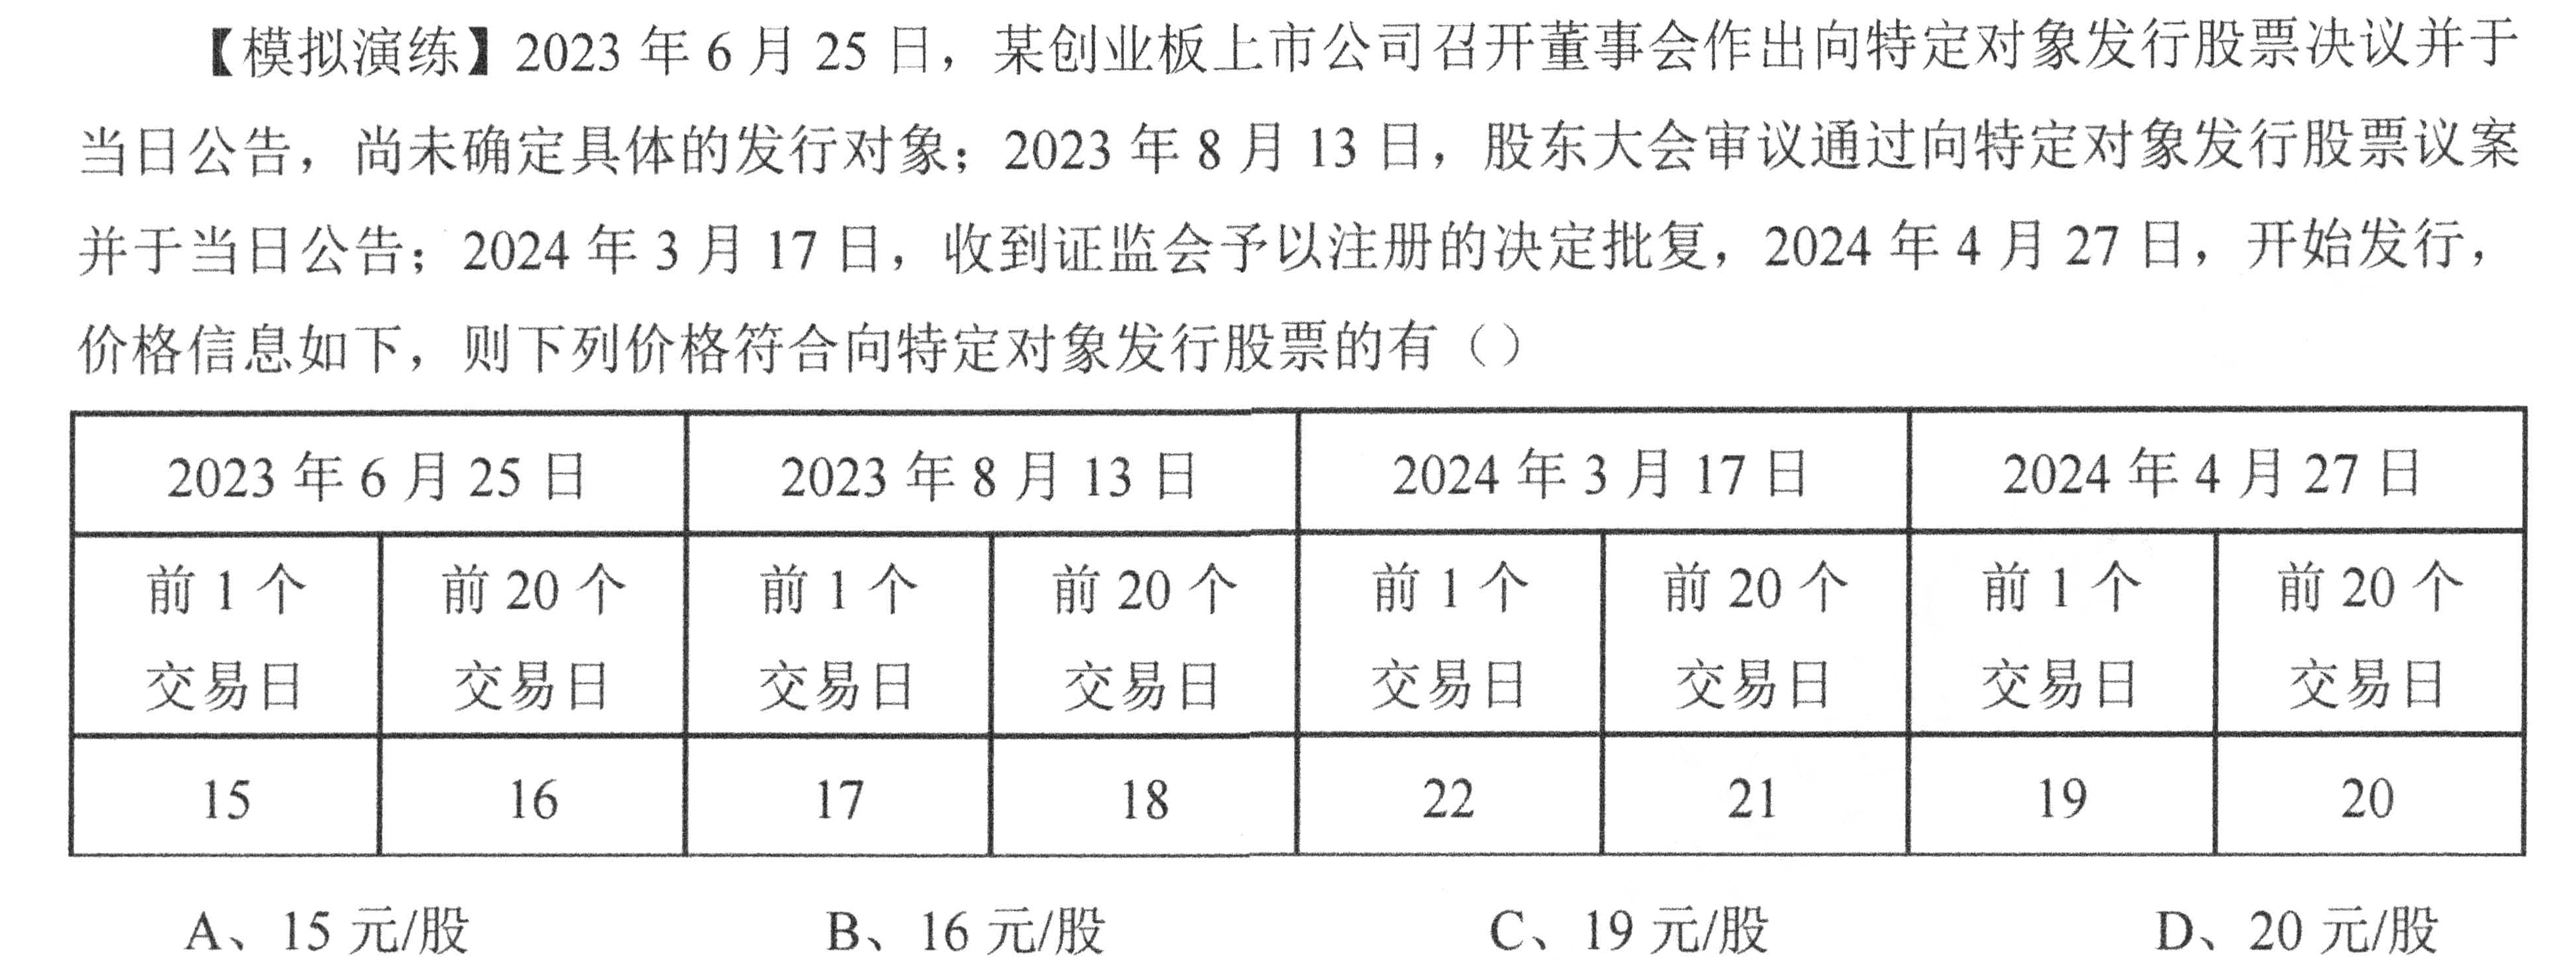 【模拟演练】2023 年 6 月 25 日，某创业板上市公司召开董事会作出向特定对象发行股票决议并于
当日公告，尚未确定具体的发行对象；2023 年 8 月 13 日，股东大会审议通过向特定对象发行股票议案
并于当日公告；2024 年 3 月 17 日，收到证监会予以注册的决定批复，2024 年 4 月 27 日，开始发行，
价格信息如下，则下列价格符合向特定对象发行股票的有（）
2023 年 6 月 25 日 2023 年 8 月 13 日 2024 年 3 月 17 日 2024 年 4 月 27 日
前 1 个 前 20 个 前 1 个 前 20 个 前 1 个 前 20 个 前 1 个 前 20 个
交易日 交易日 交易日 交易日 交易日 交易日 交易日 交易日
15 16 17 18 22 21 19 20
A、15 元/股 B、16 元/股 C、19 元/股 D、20 元/股